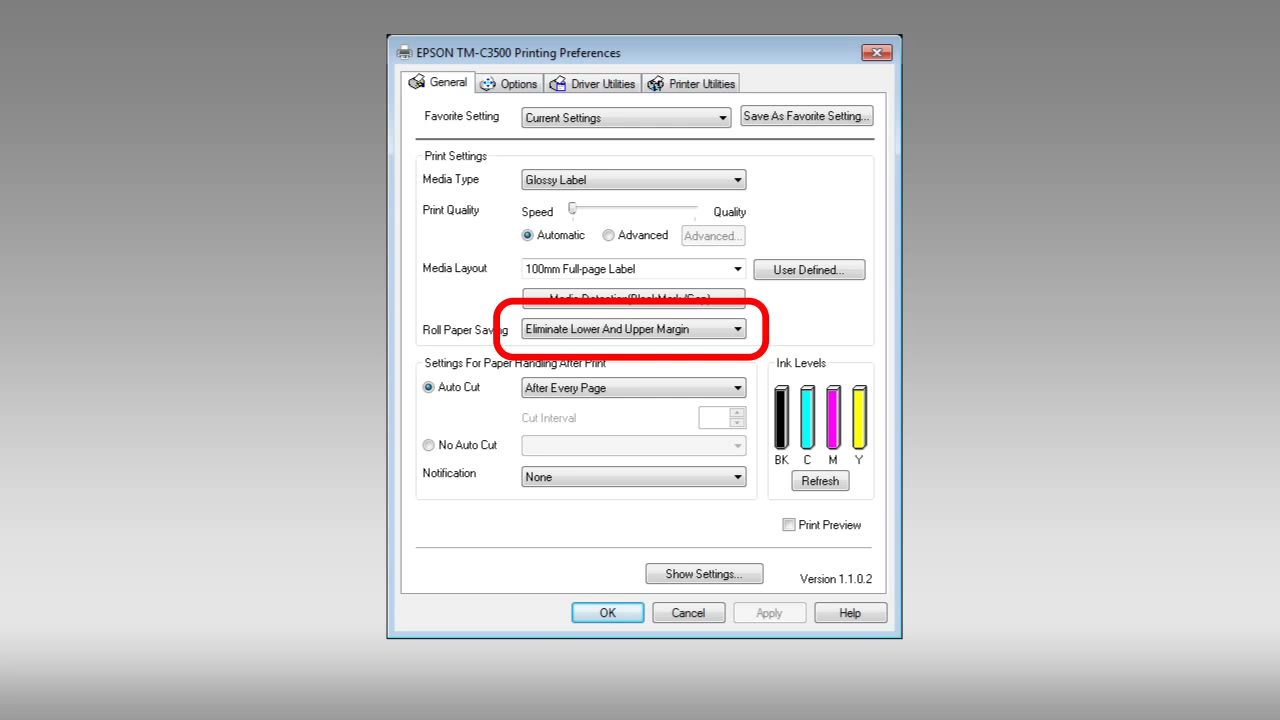 EPSON TM-C3500 Printing Preferences
General Options Driver Utilities Printer Utilities
Favorite Setting Current Settings Save As Favorite Setting...
Print Settings
Media Type Glossy Label
Print Quality Speed Quality
Automatic Advanced Advanced...
Media Layout 100mm Full-page Label User Defined...
Media Detection(BlackMark/Gap)...
Roll Paper Saving Eliminate Lower And Upper Margin
Settings For Paper Handling After Print Ink Levels
Auto Cut After Every Page
Cut Interval
No Auto Cut
BK C M Y
Notification None Refresh
Print Preview
Show Settings... Version 1.1.0.2
OK Cancel Apply Help